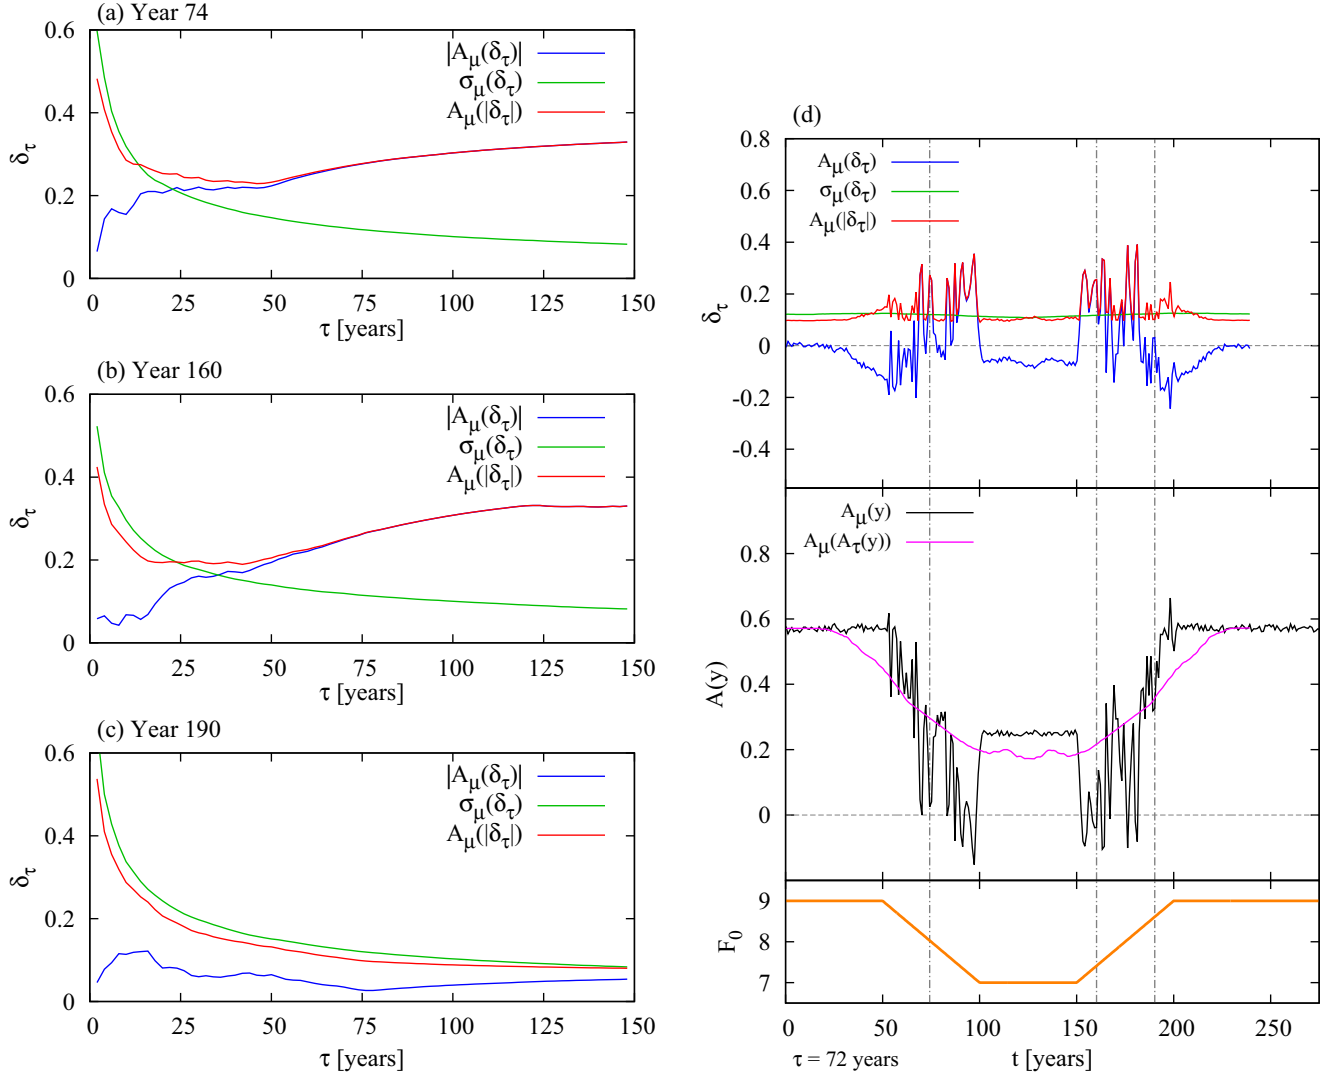 (a) Year 74
0.6
0.4
0.2
0
δτ
|Aμ(δτ)|
σμ(δτ)
Aμ(|δτ|)
0 25 50 75 100 125 150
τ [years]
(b) Year 160
0.6
0.4
0.2
0
δτ
|Aμ(δτ)|
σμ(δτ)
Aμ(|δτ|)
0 25 50 75 100 125 150
τ [years]
(c) Year 190
0.6
0.4
0.2
0
δτ
|Aμ(δτ)|
σμ(δτ)
Aμ(|δτ|)
0 25 50 75 100 125 150
τ [years]
(d)
0.8
0.6
0.4
0.2
0
-0.2
-0.4
δτ
Aμ(δτ)
σμ(δτ)
Aμ(|δτ|)
0.8
0.6
0.4
0.2
0
A(y)
Aμ(y)
Aμ(Aτ(y))
9
8
7
F0
0 50 100 150 200 250
τ = 72 years t [years]